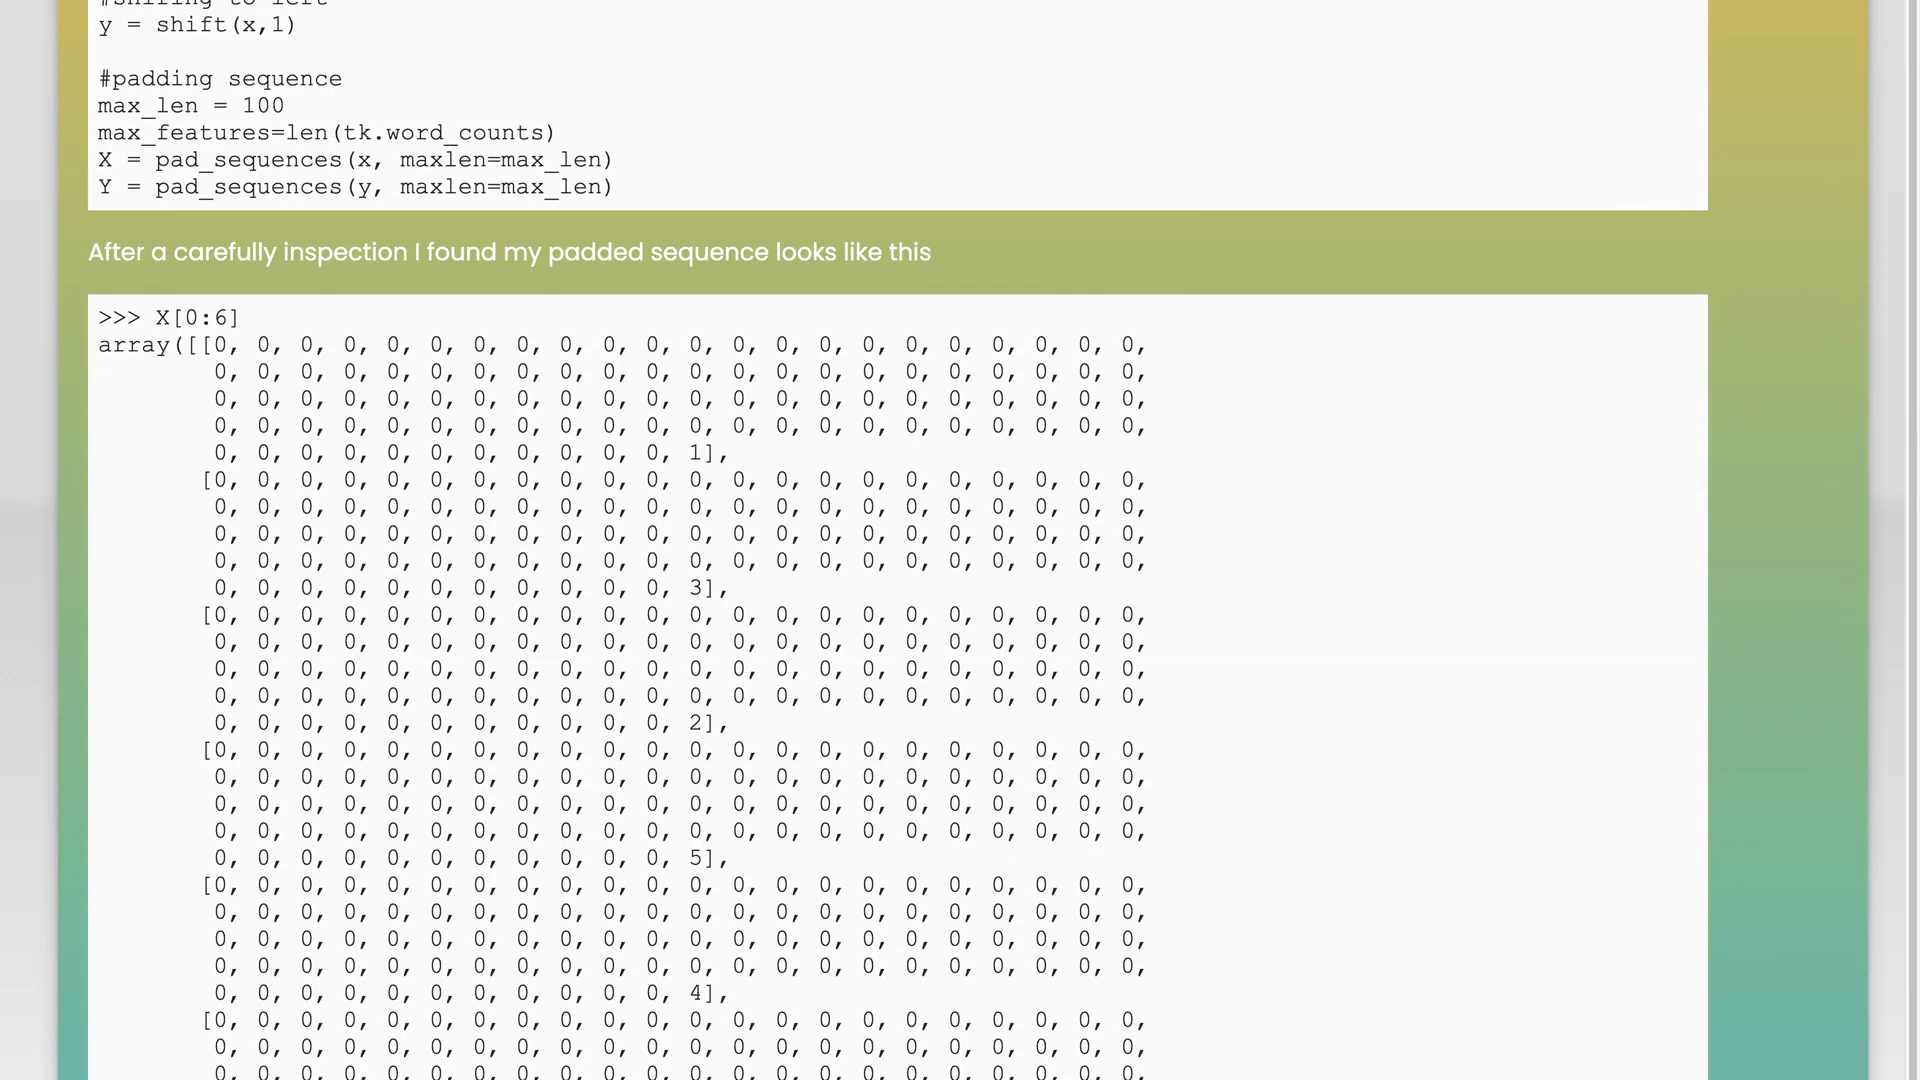 #shifing to left
y = shift(x,1)
#padding sequence
max_len = 100
max_features=len(tk.word_counts)
X = pad_sequences(x, maxlen=max_len)
Y = pad_sequences(y, maxlen=max_len)
After a carefully inspection I found my padded sequence looks like this
>>> X[0:6]
array([[0, 0, 0, 0, 0, 0, 0, 0, 0, 0, 0, 0, 0, 0, 0, 0, 0, 0, 0, 0, 0, 0,
0, 0, 0, 0, 0, 0, 0, 0, 0, 0, 0, 0, 0, 0, 0, 0, 0, 0, 0, 0, 0, 0,
0, 0, 0, 0, 0, 0, 0, 0, 0, 0, 0, 0, 0, 0, 0, 0, 0, 0, 0, 0, 0, 0,
0, 0, 0, 0, 0, 0, 0, 0, 0, 0, 0, 0, 0, 0, 0, 0, 0, 0, 0, 0, 0, 0,
0, 0, 0, 0, 0, 0, 0, 0, 0, 0, 0, 1],
[0, 0, 0, 0, 0, 0, 0, 0, 0, 0, 0, 0, 0, 0, 0, 0, 0, 0, 0, 0, 0, 0,
0, 0, 0, 0, 0, 0, 0, 0, 0, 0, 0, 0, 0, 0, 0, 0, 0, 0, 0, 0, 0, 0,
0, 0, 0, 0, 0, 0, 0, 0, 0, 0, 0, 0, 0, 0, 0, 0, 0, 0, 0, 0, 0, 0,
0, 0, 0, 0, 0, 0, 0, 0, 0, 0, 0, 0, 0, 0, 0, 0, 0, 0, 0, 0, 0, 0,
0, 0, 0, 0, 0, 0, 0, 0, 0, 0, 0, 3],
[0, 0, 0, 0, 0, 0, 0, 0, 0, 0, 0, 0, 0, 0, 0, 0, 0, 0, 0, 0, 0, 0,
0, 0, 0, 0, 0, 0, 0, 0, 0, 0, 0, 0, 0, 0, 0, 0, 0, 0, 0, 0, 0, 0,
0, 0, 0, 0, 0, 0, 0, 0, 0, 0, 0, 0, 0, 0, 0, 0, 0, 0, 0, 0, 0, 0,
0, 0, 0, 0, 0, 0, 0, 0, 0, 0, 0, 0, 0, 0, 0, 0, 0, 0, 0, 0, 0, 0,
0, 0, 0, 0, 0, 0, 0, 0, 0, 0, 0, 2],
[0, 0, 0, 0, 0, 0, 0, 0, 0, 0, 0, 0, 0, 0, 0, 0, 0, 0, 0, 0, 0, 0,
0, 0, 0, 0, 0, 0, 0, 0, 0, 0, 0, 0, 0, 0, 0, 0, 0, 0, 0, 0, 0, 0,
0, 0, 0, 0, 0, 0, 0, 0, 0, 0, 0, 0, 0, 0, 0, 0, 0, 0, 0, 0, 0, 0,
0, 0, 0, 0, 0, 0, 0, 0, 0, 0, 0, 0, 0, 0, 0, 0, 0, 0, 0, 0, 0, 0,
0, 0, 0, 0, 0, 0, 0, 0, 0, 0, 0, 5],
[0, 0, 0, 0, 0, 0, 0, 0, 0, 0, 0, 0, 0, 0, 0, 0, 0, 0, 0, 0, 0, 0,
0, 0, 0, 0, 0, 0, 0, 0, 0, 0, 0, 0, 0, 0, 0, 0, 0, 0, 0, 0, 0, 0,
0, 0, 0, 0, 0, 0, 0, 0, 0, 0, 0, 0, 0, 0, 0, 0, 0, 0, 0, 0, 0, 0,
0, 0, 0, 0, 0, 0, 0, 0, 0, 0, 0, 0, 0, 0, 0, 0, 0, 0, 0, 0, 0, 0,
0, 0, 0, 0, 0, 0, 0, 0, 0, 0, 0, 4],
[0, 0, 0, 0, 0, 0, 0, 0, 0, 0, 0, 0, 0, 0, 0, 0, 0, 0, 0, 0, 0, 0,
0, 0, 0, 0, 0, 0, 0, 0, 0, 0, 0, 0, 0, 0, 0, 0, 0, 0, 0, 0, 0, 0,
0, 0, 0, 0, 0, 0, 0, 0, 0, 0, 0, 0, 0, 0, 0, 0, 0, 0, 0, 0, 0, 0,